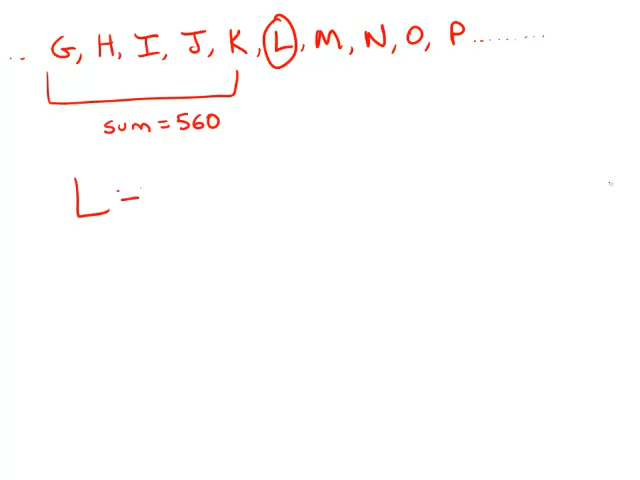 .. G, H, I, J, K, L, M, N, O, P .........
sum = 560
L =